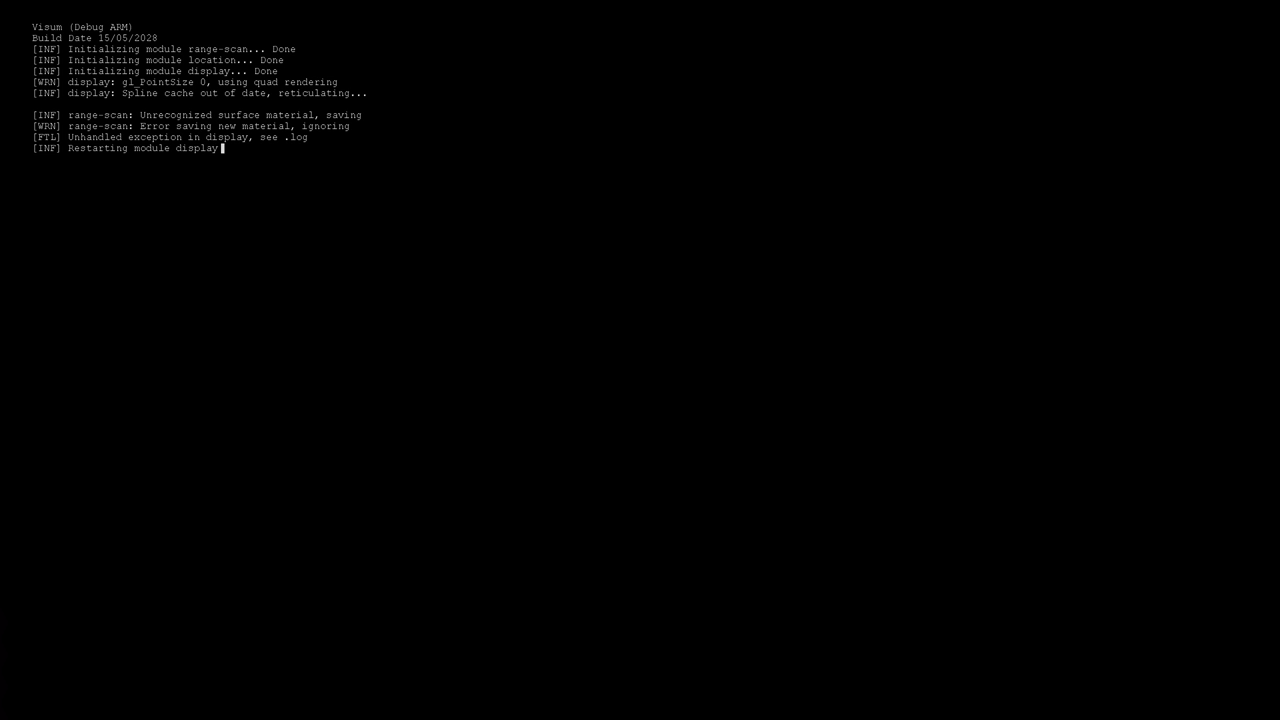 Visum (Debug ARM)
Build Date 15/05/2028
[INF] Initializing module range-scan... Done
[INF] Initializing module location... Done
[INF] Initializing module display... Done
[WRN] display: gl_PointSize 0, using quad rendering
[INF] display: Spline cache out of date, reticulating...
[INF] range-scan: Unrecognized surface material, saving
[WRN] range-scan: Error saving new material, ignoring
[FTL] Unhandled exception in display, see .log
[INF] Restarting module display